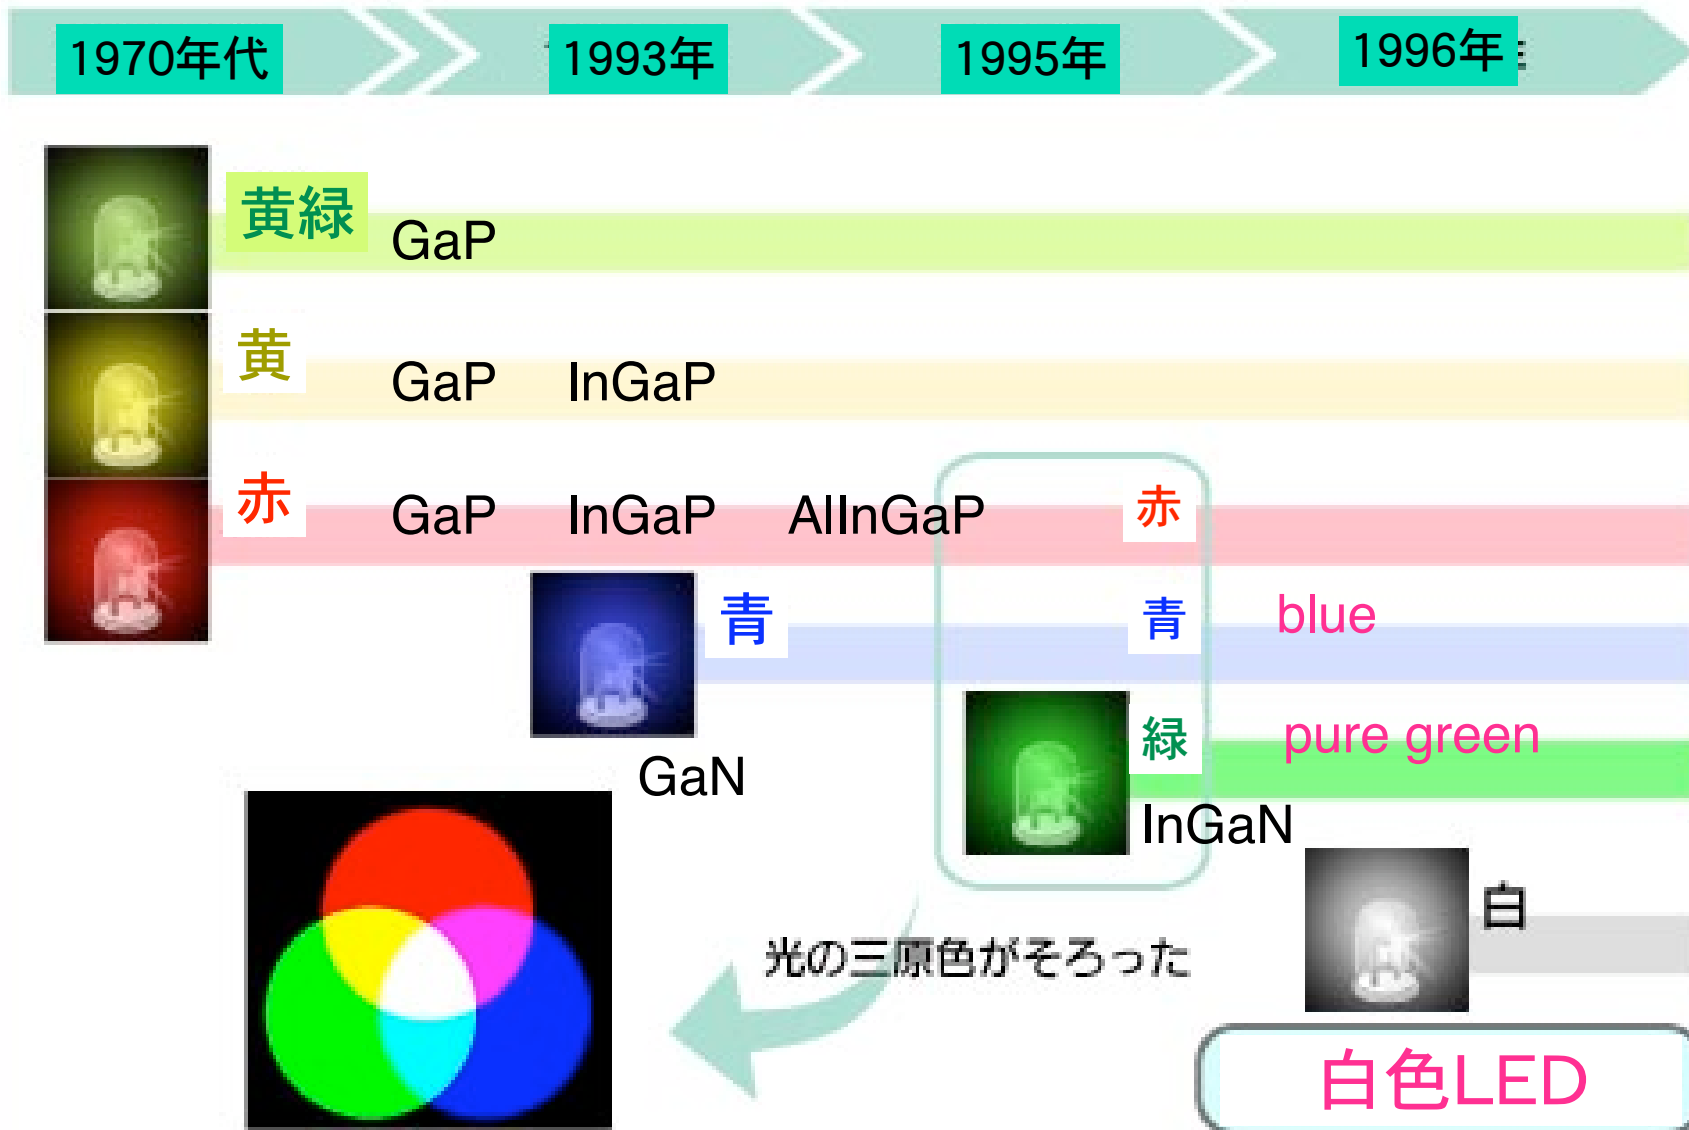 1970年代 1993年 1995年 1996年
黄緑 GaP
黄 GaP InGaP
赤 GaP InGaP AlInGaP 赤
青 青 blue
緑 pure green
GaN
InGaN
白
光の三原色がそろった
白色LED